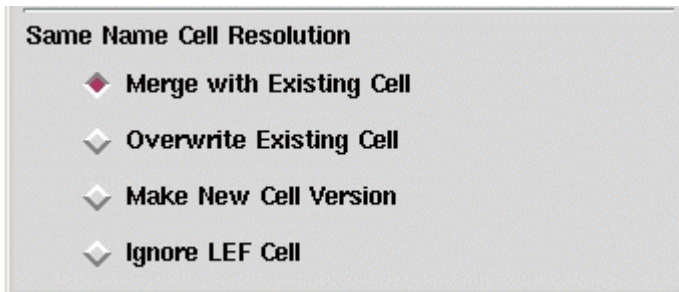 Same Name Cell Resolution
Merge with Existing Cell
Overwrite Existing Cell
Make New Cell Version
Ignore LEF Cell